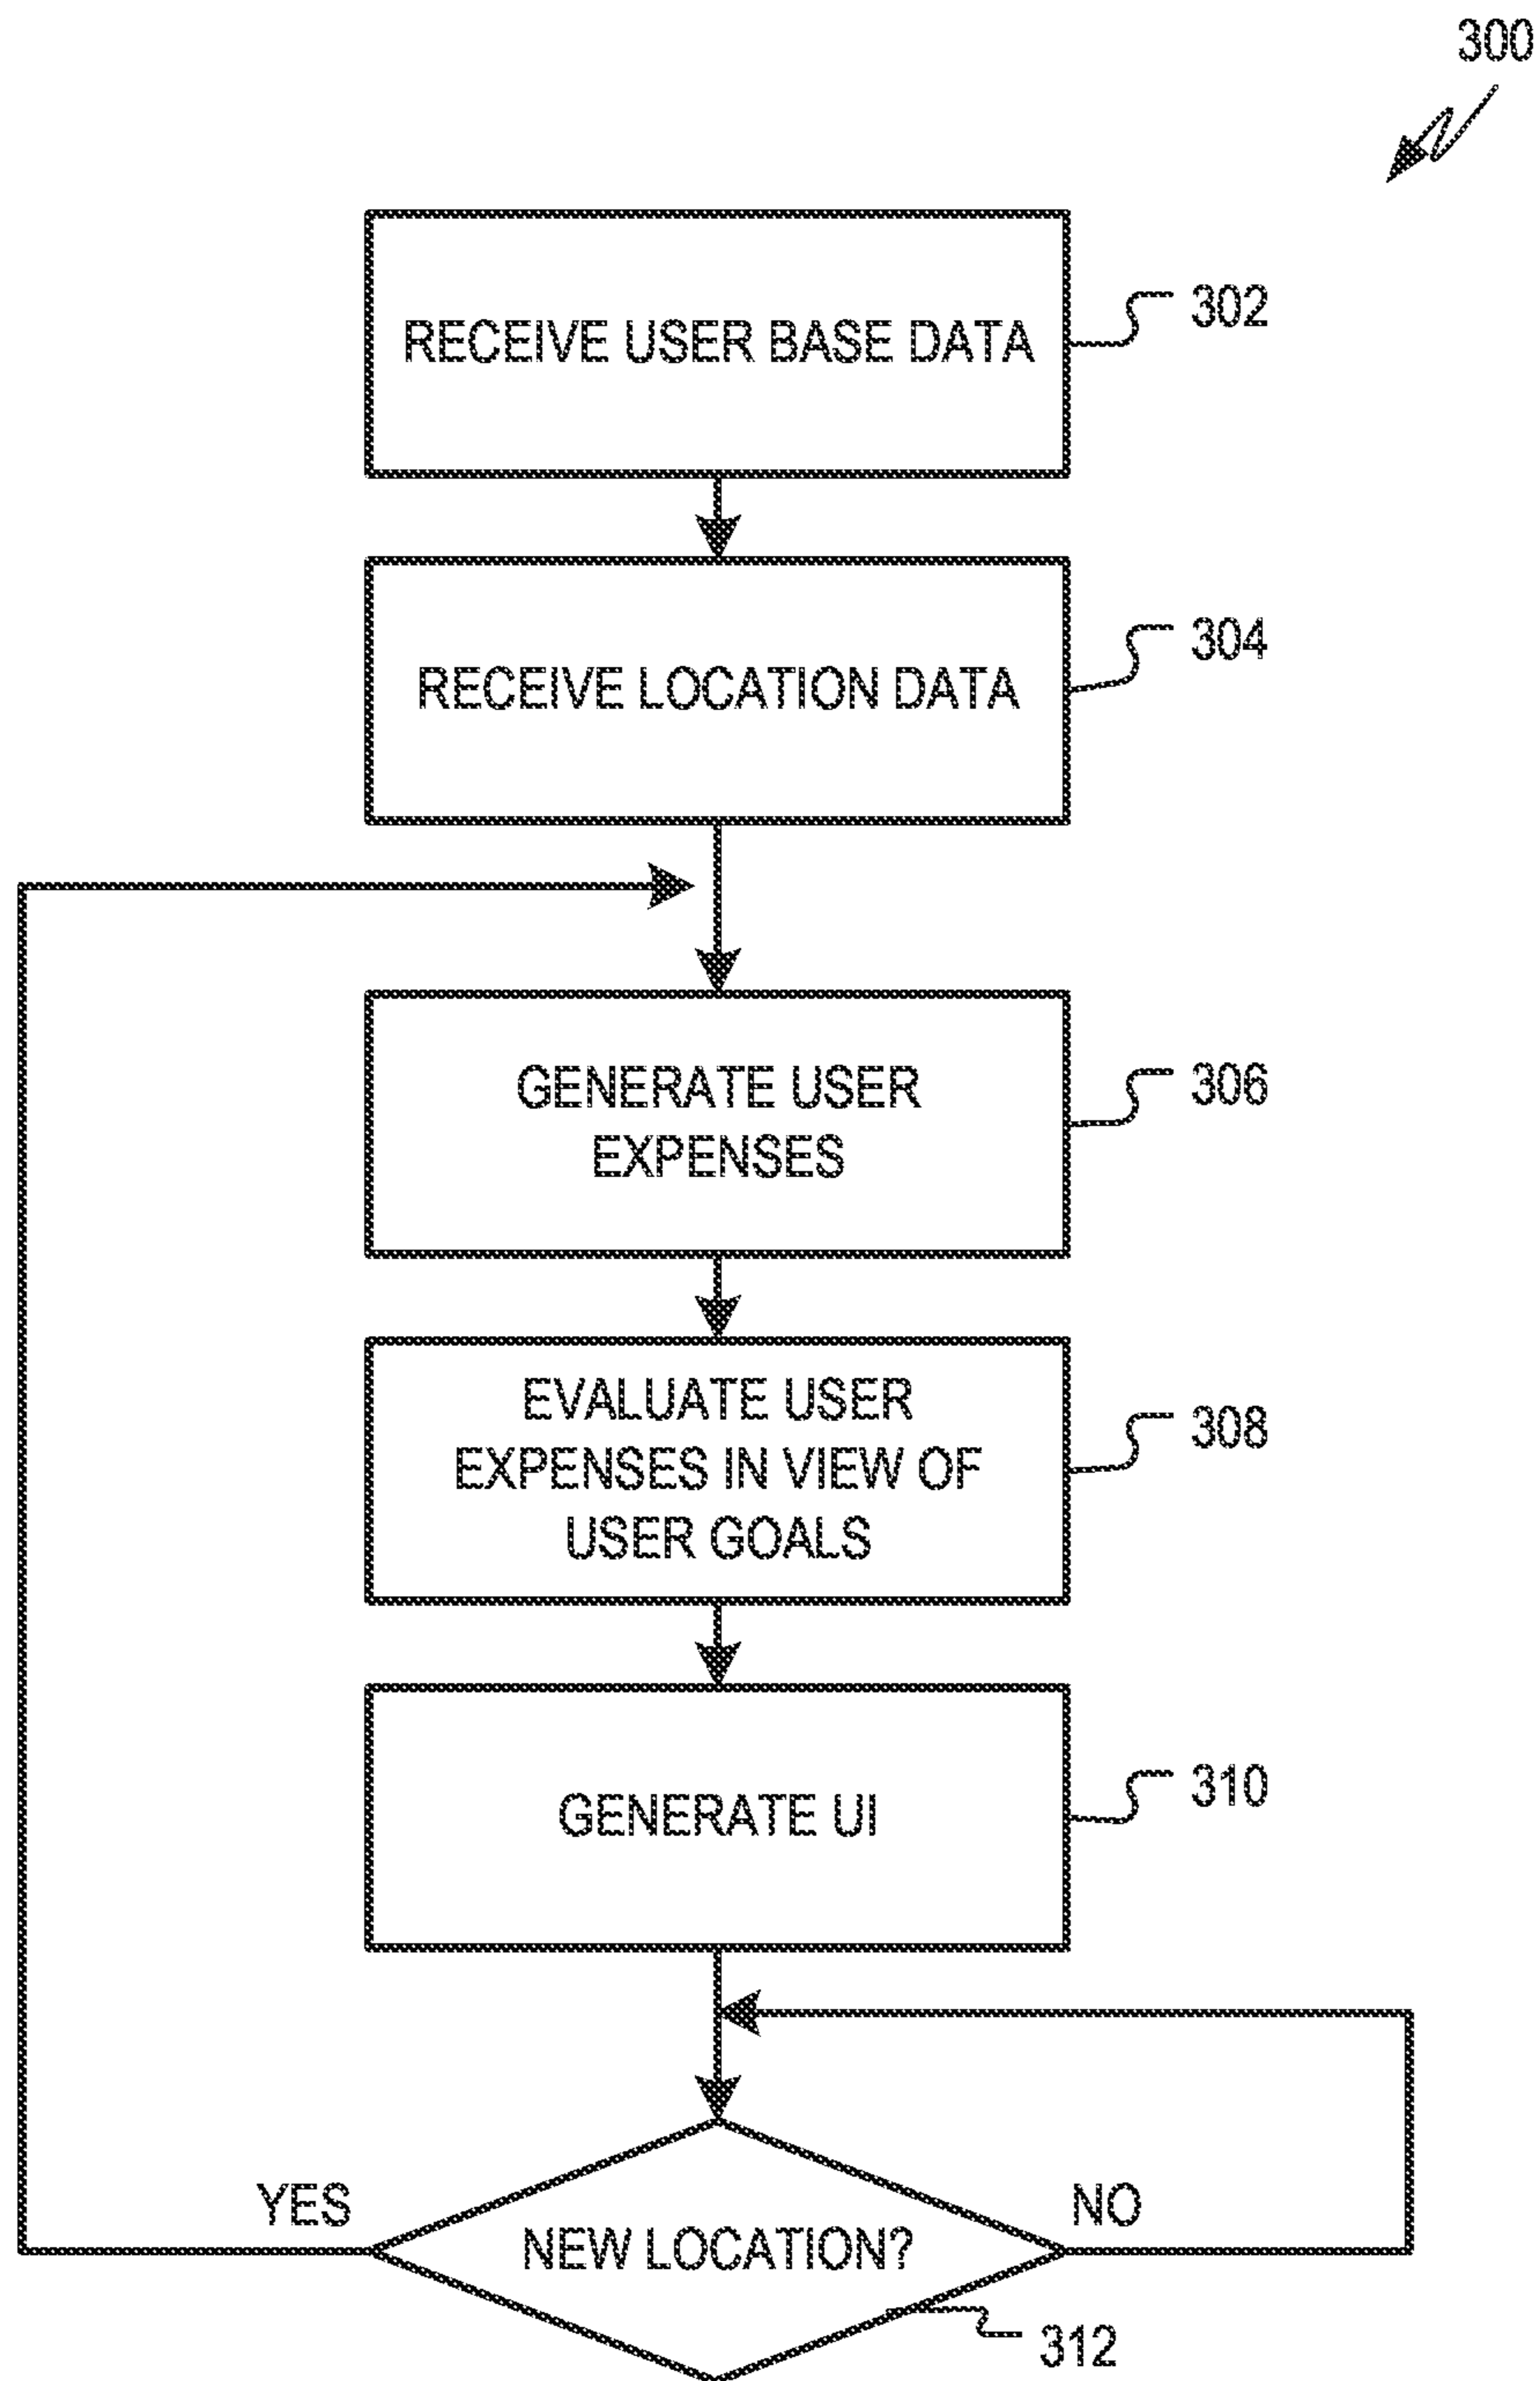 300
RECEIVE USER BASE DATA
302
RECEIVE LOCATION DATA
304
GENERATE USER
EXPENSES
306
EVALUATE USER
EXPENSES IN VIEW OF
USER GOALS
308
GENERATE UI
310
YES
NEW LOCATION?
NO
312